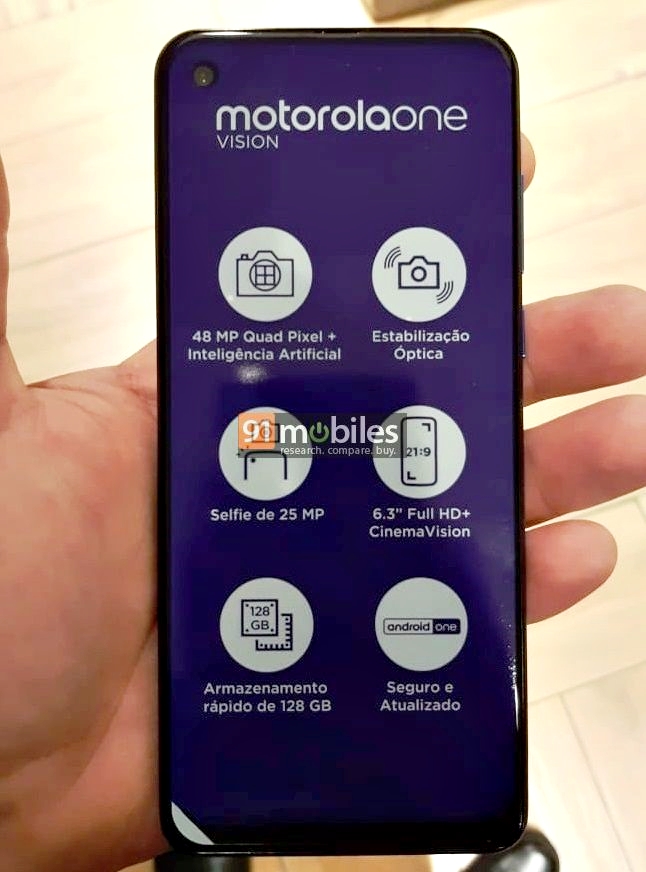 motorolaone
VISION
48 MP Quad Pixel +
Inteligência Artificial
Estabilização
Óptica
91mobiles
research. compare. buy.
21:9
Selfie de 25 MP
6.3" Full HD+
CinemaVision
128
GB
android one
Armazenamento
rápido de 128 GB
Seguro e
Atualizado